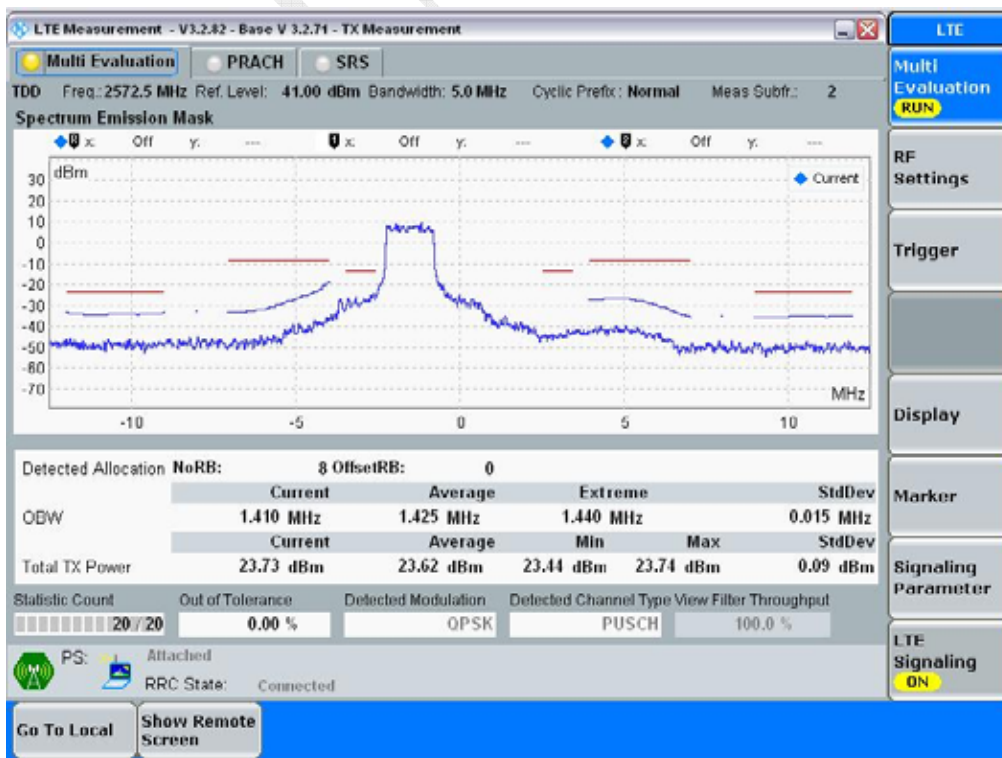 LTE Measurement - V3.2.82 - Base V 3.2.71 - TX Measurement
LTE
Multi Evaluation PRACH SRS
Multi Evaluation
RUN
TDD Freq.: 2572.5 MHz Ref. Level: 41.00 dBm Bandwidth: 5.0 MHz Cyclic Prefix: Normal Meas Subfr.: 2
Spectrum Emission Mask
x: Off y: --- 1 x: Off y: --- x: Off y: ---
dBm
Current
30
20
10
0
-10
-20
-30
-40
-50
-60
-70
MHz
-10 -5 0 5 10
RF Settings
Trigger
Display
Marker
Signaling Parameter
LTE Signaling
ON
Detected Allocation NoRB: 8 OffsetRB: 0
Current Average Extreme StdDev
OBW 1.410 MHz 1.425 MHz 1.440 MHz 0.015 MHz
Current Average Min Max StdDev
Total TX Power 23.73 dBm 23.62 dBm 23.44 dBm 23.74 dBm 0.09 dBm
Statistic Count Out of Tolerance Detected Modulation Detected Channel Type View Filter Throughput
20 / 20 0.00 % QPSK PUSCH 100.0 %
PS: Attached
RRC State: Connected
Go To Local
Show Remote Screen